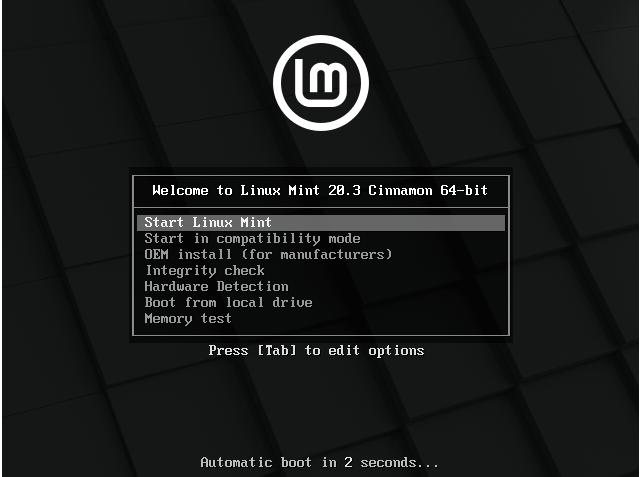 Welcome to Linux Mint 20.3 Cinnamon 64-bit
Start Linux Mint
Start in compatibility mode
OEM install (for manufacturers)
Integrity check
Hardware Detection
Boot from local drive
Memory test
Press [Tab] to edit options
Automatic boot in 2 seconds...